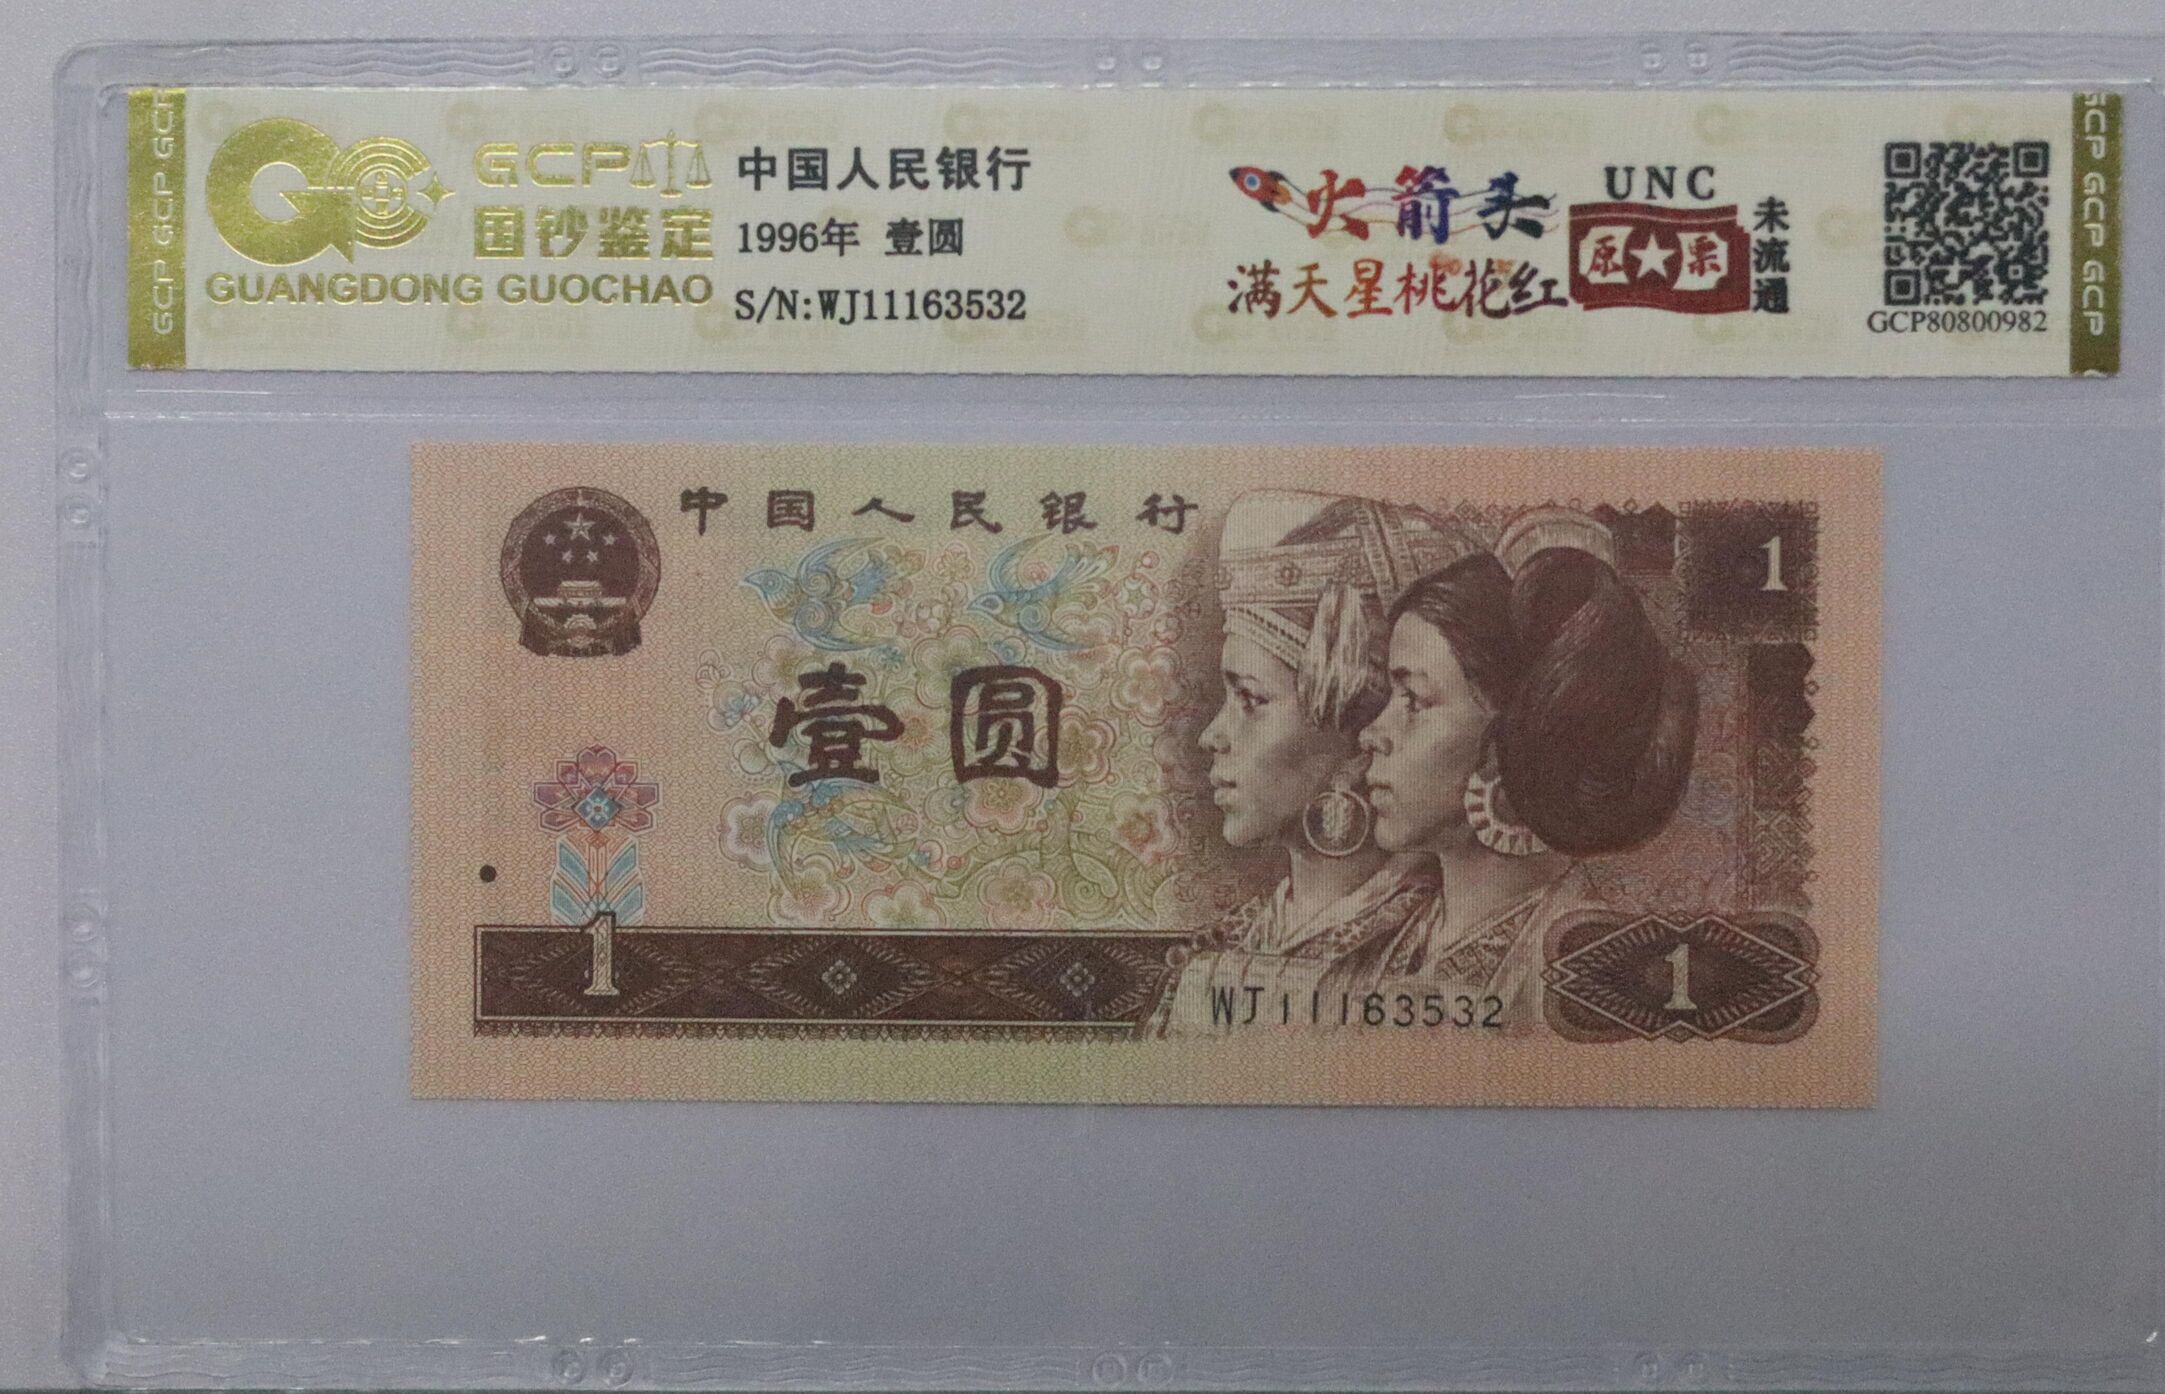 GCP GCP GCP
GCP
国钞鉴定
GUANGDONG GUOCHAO
中国人民银行
1996年 壹圆
S/N:WJ11163532
火箭头
满天星桃花红
UNC
原★票
未流通
GCP80800982
GCP GCP GCP
中国人民银行
1
壹圆
1
WJ11163532
1